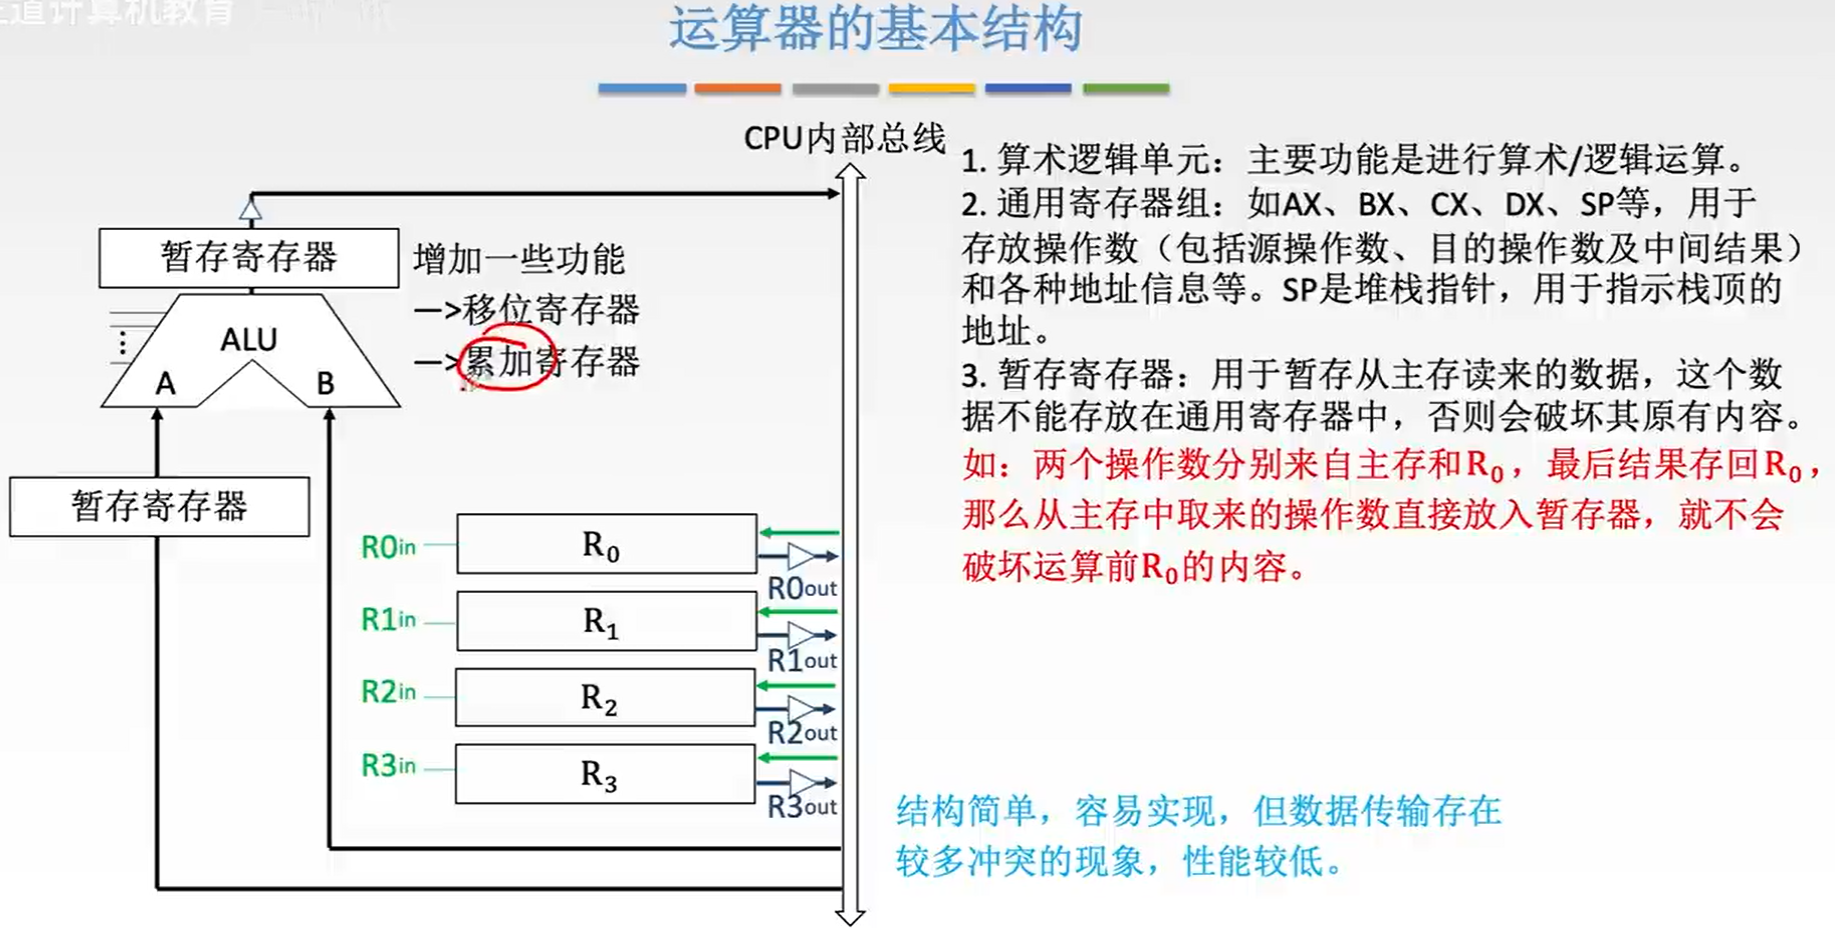 道计算机教育
运算器的基本结构
CPU内部总线
暂存寄存器
增加一些功能
—>移位寄存器
—>累加寄存器
ALU
A
B
暂存寄存器
R0in
R₀
R0out
R1in
R₁
R1out
R2in
R₂
R2out
R3in
R₃
R3out
1. 算术逻辑单元：主要功能是进行算术/逻辑运算。
2. 通用寄存器组：如AX、BX、CX、DX、SP等，用于
存放操作数（包括源操作数、目的操作数及中间结果）
和各种地址信息等。SP是堆栈指针，用于指示栈顶的
地址。
3. 暂存寄存器：用于暂存从主存读来的数据，这个数
据不能存放在通用寄存器中，否则会破坏其原有内容。
如：两个操作数分别来自主存和R₀，最后结果存回R₀，
那么从主存中取来的操作数直接放入暂存器，就不会
破坏运算前R₀的内容。
结构简单，容易实现，但数据传输存在
较多冲突的现象，性能较低。